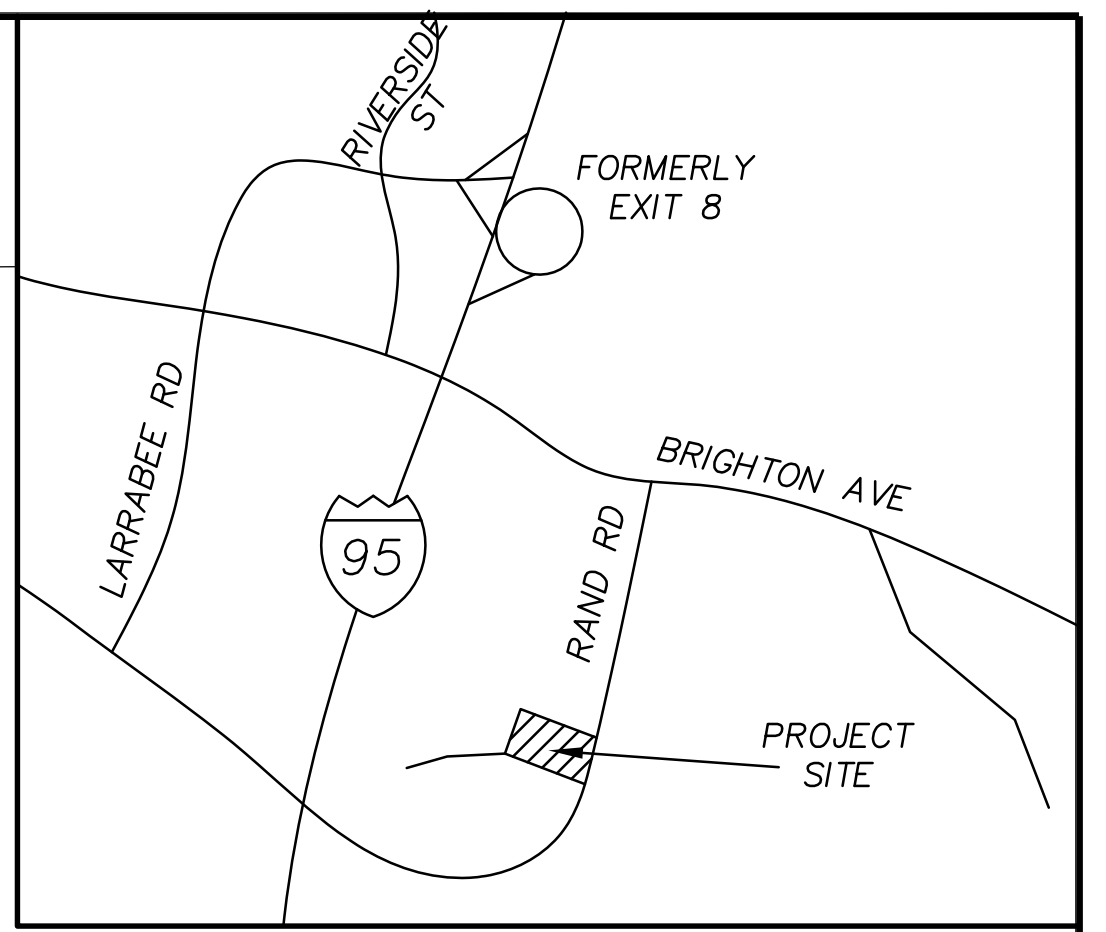 RIVERSIDE
ST
FORMERLY
EXIT 8
LARRABEE RD
BRIGHTON AVE
95
RAND RD
PROJECT
SITE